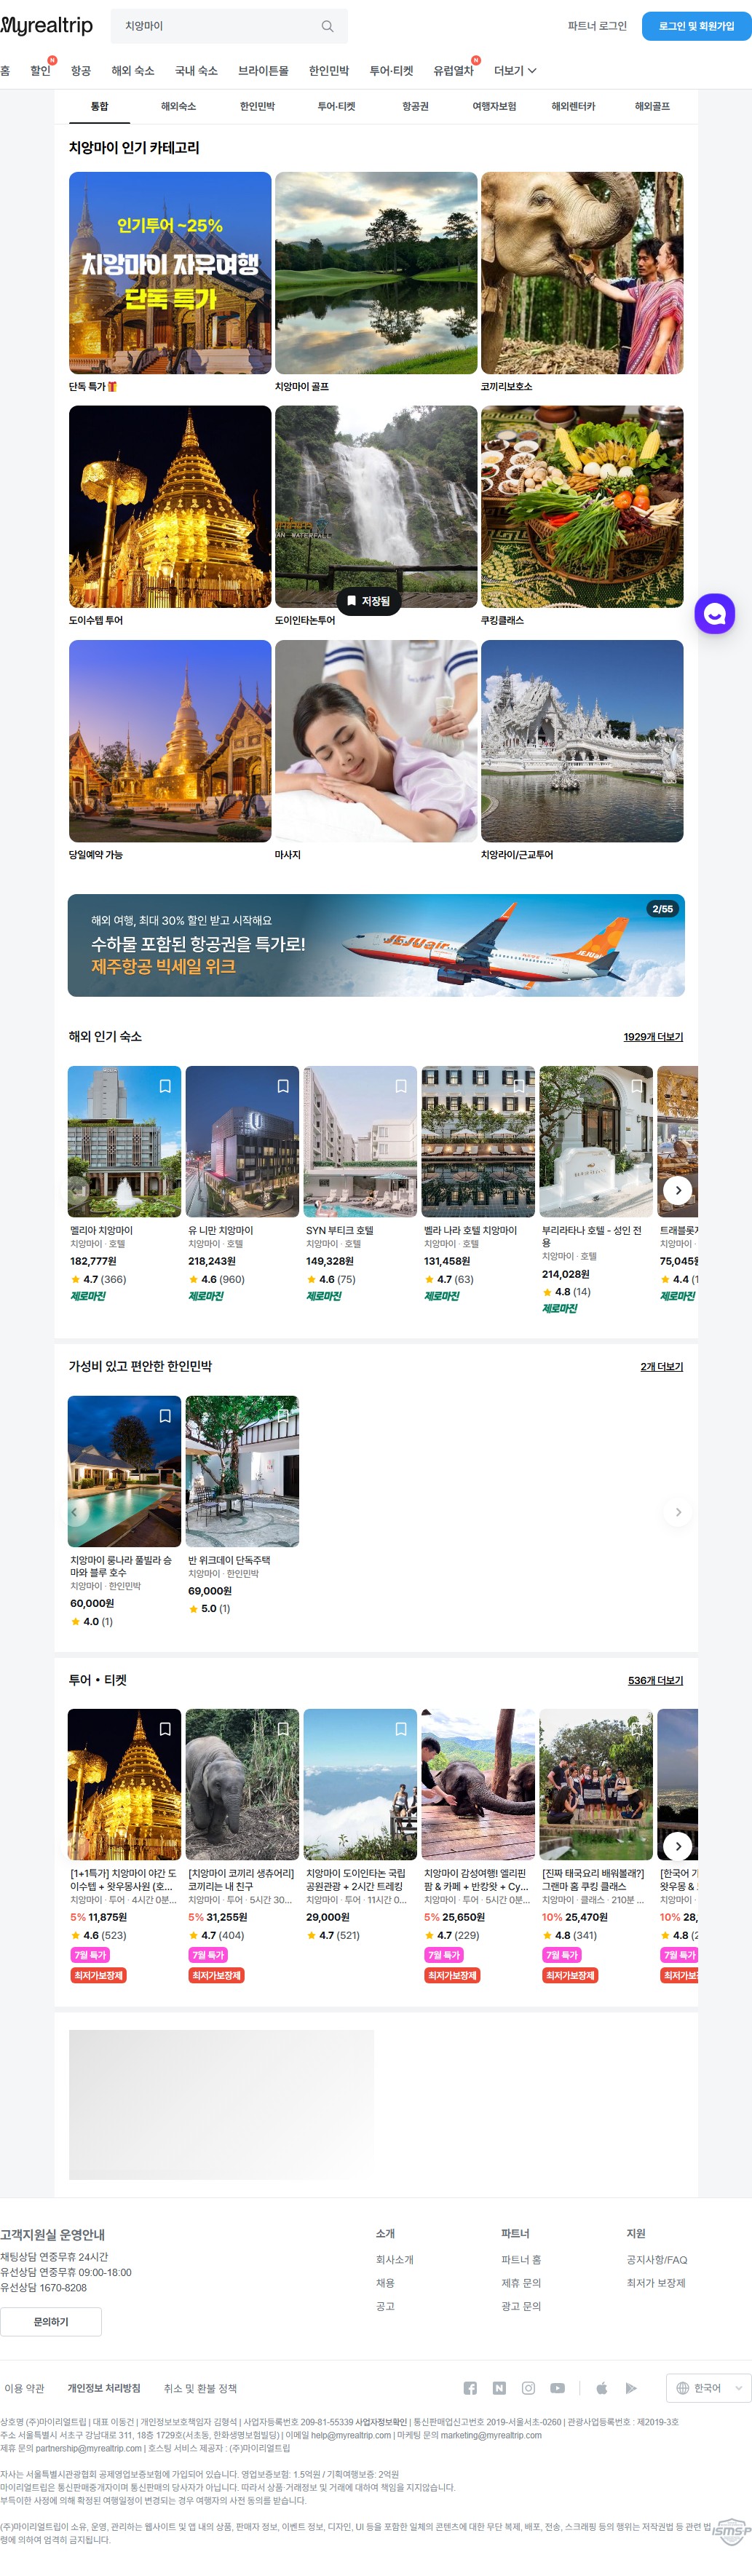 Myrealtrip
치앙마이
파트너 로그인
로그인 및 회원가입
홈
할인
N
항공
해외 숙소
국내 숙소
브라이튼몰
한인민박
투어·티켓
유럽열차
N
더보기
통합
해외숙소
한인민박
투어·티켓
항공권
여행자보험
해외렌터카
해외골프
치앙마이 인기 카테고리
인기투어 ~25%
치앙마이 자유여행
단독 특가
단독 특가
치앙마이 골프
코끼리보호소
도이수텝 투어
도이인타논투어
저장됨
쿠킹클래스
당일예약 가능
마사지
치앙라이/근교투어
해외 여행, 최대 30% 할인 받고 시작해요
수하물 포함된 항공권을 특가로!
제주항공 빅세일 위크
JEJUair
2/55
해외 인기 숙소
1929개 더보기
멜리아 치앙마이
치앙마이 · 호텔
182,777원
4.7 (366)
제로마진
유 니만 치앙마이
치앙마이 · 호텔
218,243원
4.6 (960)
제로마진
SYN 부티크 호텔
치앙마이 · 호텔
149,328원
4.6 (75)
제로마진
벨라 나라 호텔 치앙마이
치앙마이 · 호텔
131,458원
4.7 (63)
제로마진
부리라타나 호텔 - 성인 전
용
치앙마이 · 호텔
214,028원
4.8 (14)
제로마진
트래블롯지
치앙마이 ·
75,045원
4.4 (1
제로마진
가성비 있고 편안한 한인민박
2개 더보기
치앙마이 룽나라 풀빌라 승
마와 블루 호수
치앙마이 · 한인민박
60,000원
4.0 (1)
반 위크데이 단독주택
치앙마이 · 한인민박
69,000원
5.0 (1)
투어 • 티켓
536개 더보기
[1+1특가] 치앙마이 야간 도
이수텝 + 왓우몽사원 (호...
치앙마이 · 투어 · 4시간 0분...
5% 11,875원
4.6 (523)
7월 특가
최저가보장제
[치앙마이 코끼리 생츄어리]
코끼리는 내 친구
치앙마이 · 투어 · 5시간 30...
5% 31,255원
4.7 (404)
7월 특가
최저가보장제
치앙마이 도이인타논 국립
공원관광 + 2시간 트레킹
치앙마이 · 투어 · 11시간 0...
29,000원
4.7 (521)
치앙마이 감성여행! 엘리핀
팜 & 카페 + 반캉왓 + Cy...
치앙마이 · 투어 · 5시간 0분...
5% 25,650원
4.7 (229)
7월 특가
최저가보장제
[진짜 태국요리 배워볼래?]
그랜마 홈 쿠킹 클래스
치앙마이 · 클래스 · 210분 ...
10% 25,470원
4.8 (341)
7월 특가
최저가보장제
[한국어 가
왓우몽 &
치앙마이 ·
10% 28,
4.8 (2
7월 특가
최저가보장
고객지원실 운영안내
채팅상담 연중무휴 24시간
유선상담 연중무휴 09:00-18:00
유선상담 1670-8208
문의하기
소개
회사소개
채용
공고
파트너
파트너 홈
제휴 문의
광고 문의
지원
공지사항/FAQ
최저가 보장제
이용 약관
개인정보 처리방침
취소 및 환불 정책
한국어
상호명 (주)마이리얼트립 | 대표 이동건 | 개인정보보호책임자 김형석 | 사업자등록번호 209-81-55339 사업자정보확인 | 통신판매업신고번호 2019-서울서초-0260 | 관광사업등록번호 : 제2019-3호
주소 서울특별시 서초구 강남대로 311, 18층 1729호(서초동, 한화생명보험빌딩) | 이메일 help@myrealtrip.com | 마케팅 문의 marketing@myrealtrip.com
제휴 문의 partnership@myrealtrip.com | 호스팅 서비스 제공자 : (주)마이리얼트립
자사는 서울특별시관광협회 공제영업보증보험에 가입되어 있습니다. 영업보증보험: 1.5억원 / 기획여행보증: 2억원
마이리얼트립은 통신판매중개자이며 통신판매의 당사자가 아닙니다. 따라서 상품·거래정보 및 거래에 대하여 책임을 지지않습니다.
부득이한 사정에 의해 확정된 여행일정이 변경되는 경우 여행자의 사전 동의를 받습니다.
(주)마이리얼트립이 소유, 운영, 관리하는 웹사이트 및 앱 내의 상품, 판매자 정보, 이벤트 정보, 디자인, UI 등을 포함한 일체의 콘텐츠에 대한 무단 복제, 배포, 전송, 스크래핑 등의 행위는 저작권법 등 관련 법
령에 의하여 엄격히 금지됩니다.
ISMSP